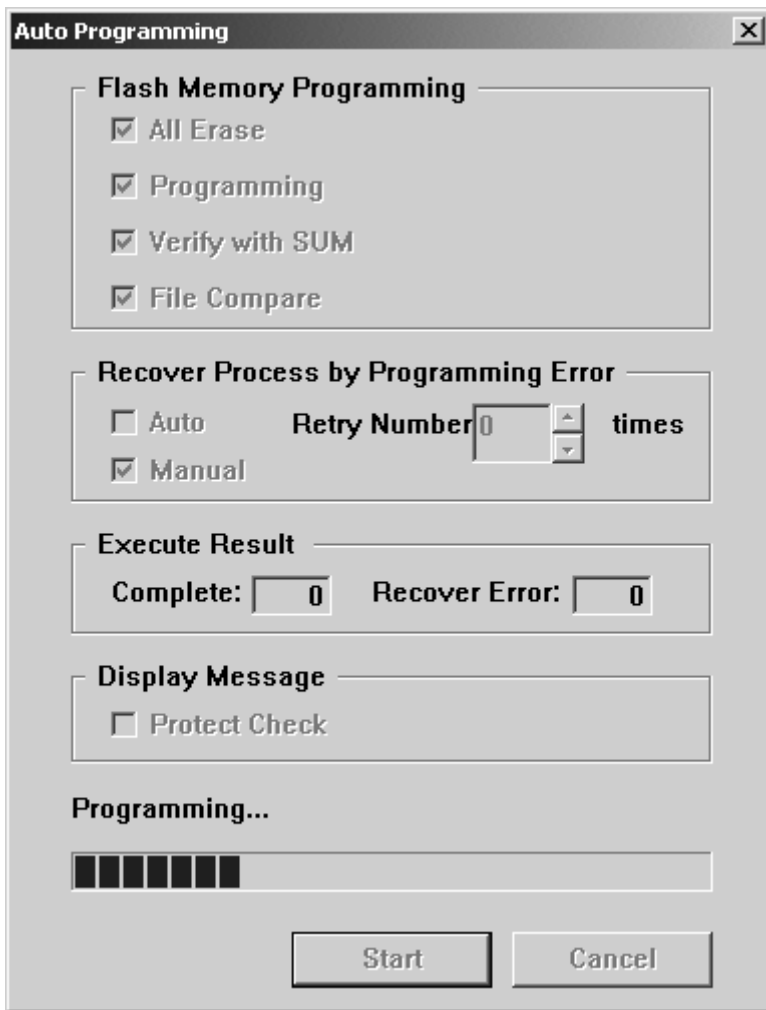 Auto Programming
Flash Memory Programming
All Erase
Programming
Verify with SUM
File Compare
Recover Process by Programming Error
Auto Retry Number 0 times
Manual
Execute Result
Complete: 0 Recover Error: 0
Display Message
Protect Check
Programming...
Start Cancel